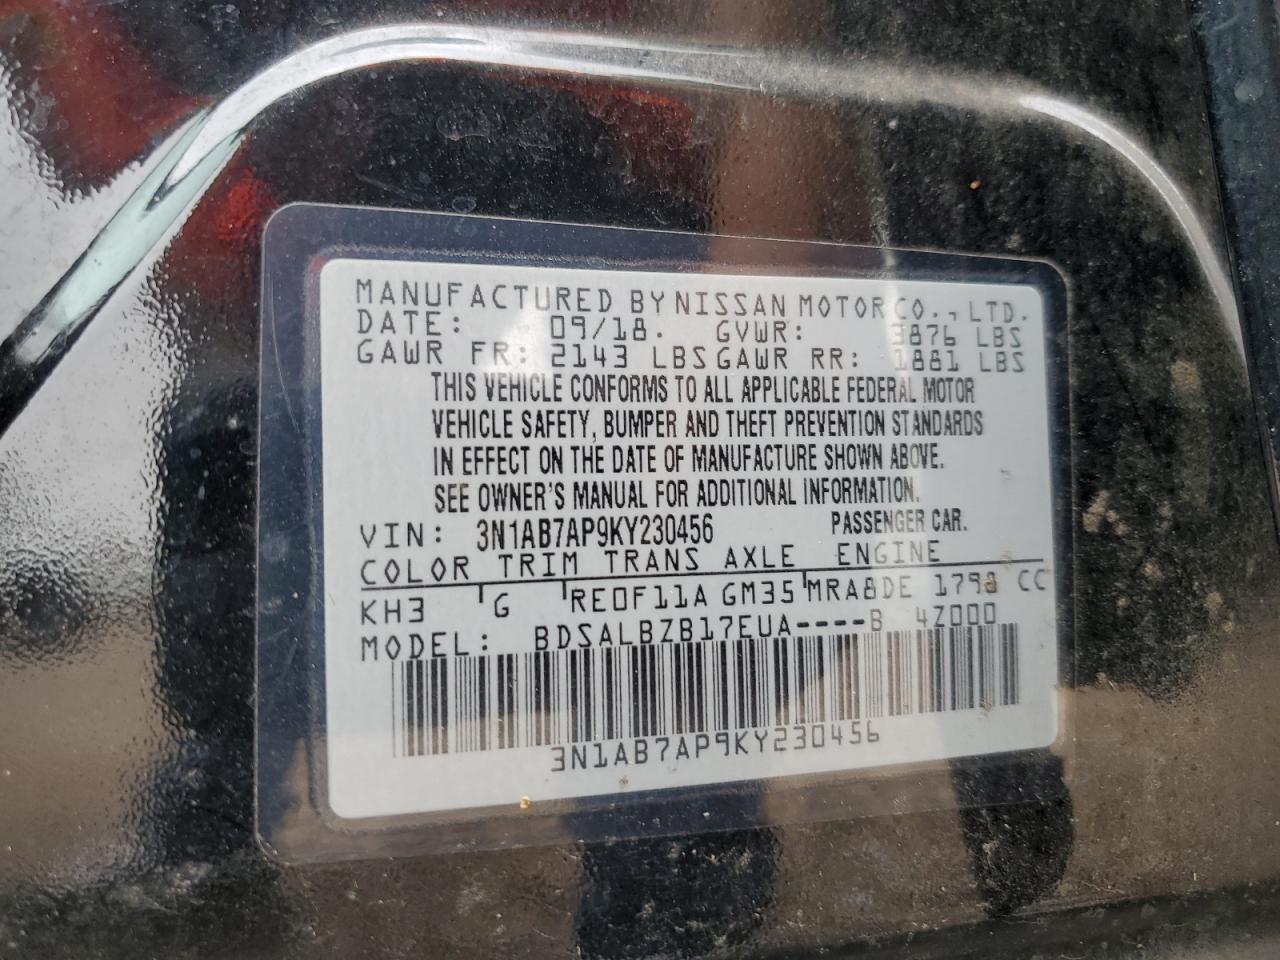 MANUFACTURED BY NISSAN MOTOR CO., LTD.
DATE: 09/18. GVWR: 3876 LBS
GAWR FR: 2143 LBS GAWR RR: 1881 LBS
THIS VEHICLE CONFORMS TO ALL APPLICABLE FEDERAL MOTOR
VEHICLE SAFETY, BUMPER AND THEFT PREVENTION STANDARDS
IN EFFECT ON THE DATE OF MANUFACTURE SHOWN ABOVE.
SEE OWNER'S MANUAL FOR ADDITIONAL INFORMATION.
VIN: 3N1AB7AP9KY230456 PASSENGER CAR.
COLOR TRIM TRANS AXLE ENGINE
KH3 G RE0F11A GM35 MRA8DE 1798 CC
MODEL: BDSALBZB17EUA----B 4Z000
3N1AB7AP9KY230456